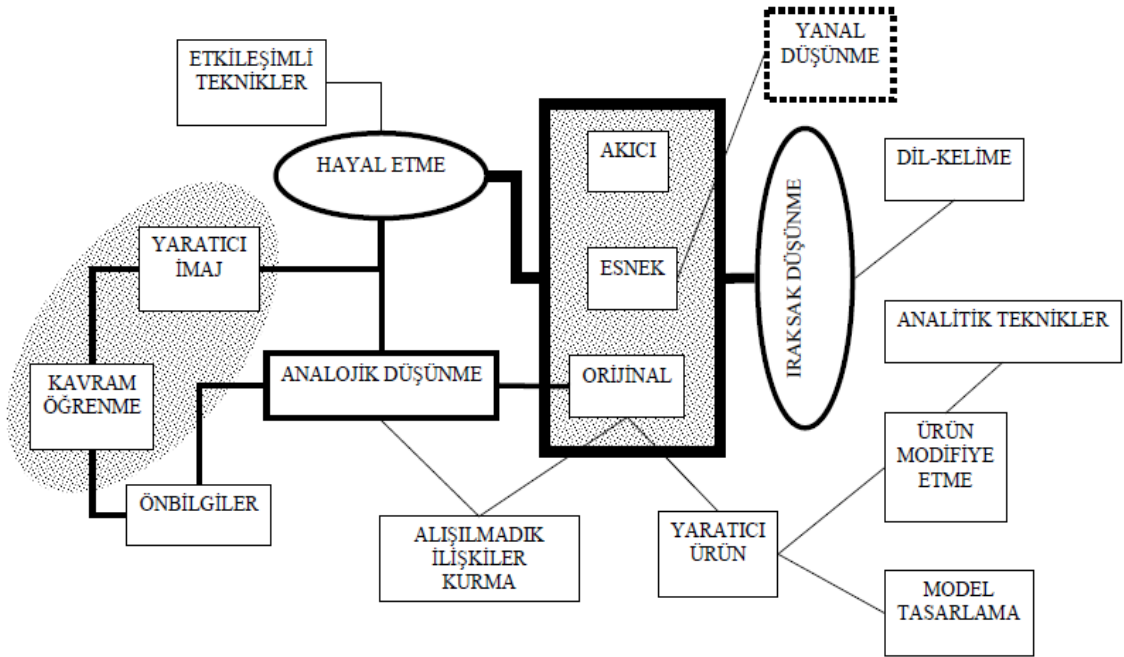 YANAL
DÜŞÜNME
ETKİLEŞİMLİ
TEKNİKLER
HAYAL ETME
AKICI
DİL-KELİME
YARATICI
İMAJ
ESNEK
IRAKSAK DÜŞÜNME
ANALİTİK TEKNİKLER
KAVRAM
ÖĞRENME
ANALOJİK DÜŞÜNME
ORİJİNAL
ÜRÜN
MODİFİYE
ETME
ÖNBİLGİLER
ALIŞILMADIK
İLİŞKİLER
KURMA
YARATICI
ÜRÜN
MODEL
TASARLAMA